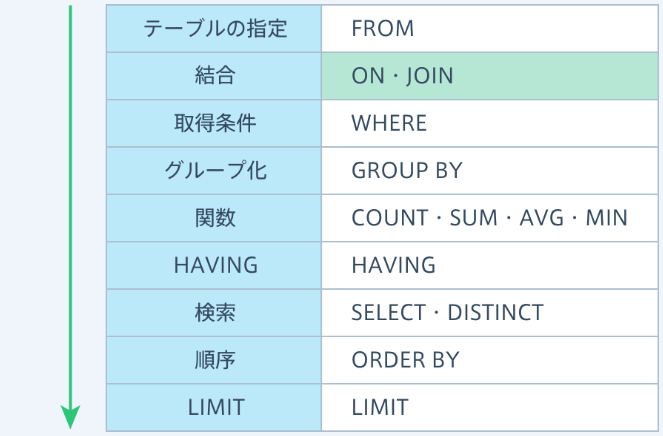 テーブルの指定 FROM
結合 ON・JOIN
取得条件 WHERE
グループ化 GROUP BY
関数 COUNT・SUM・AVG・MIN
HAVING HAVING
検索 SELECT・DISTINCT
順序 ORDER BY
LIMIT LIMIT